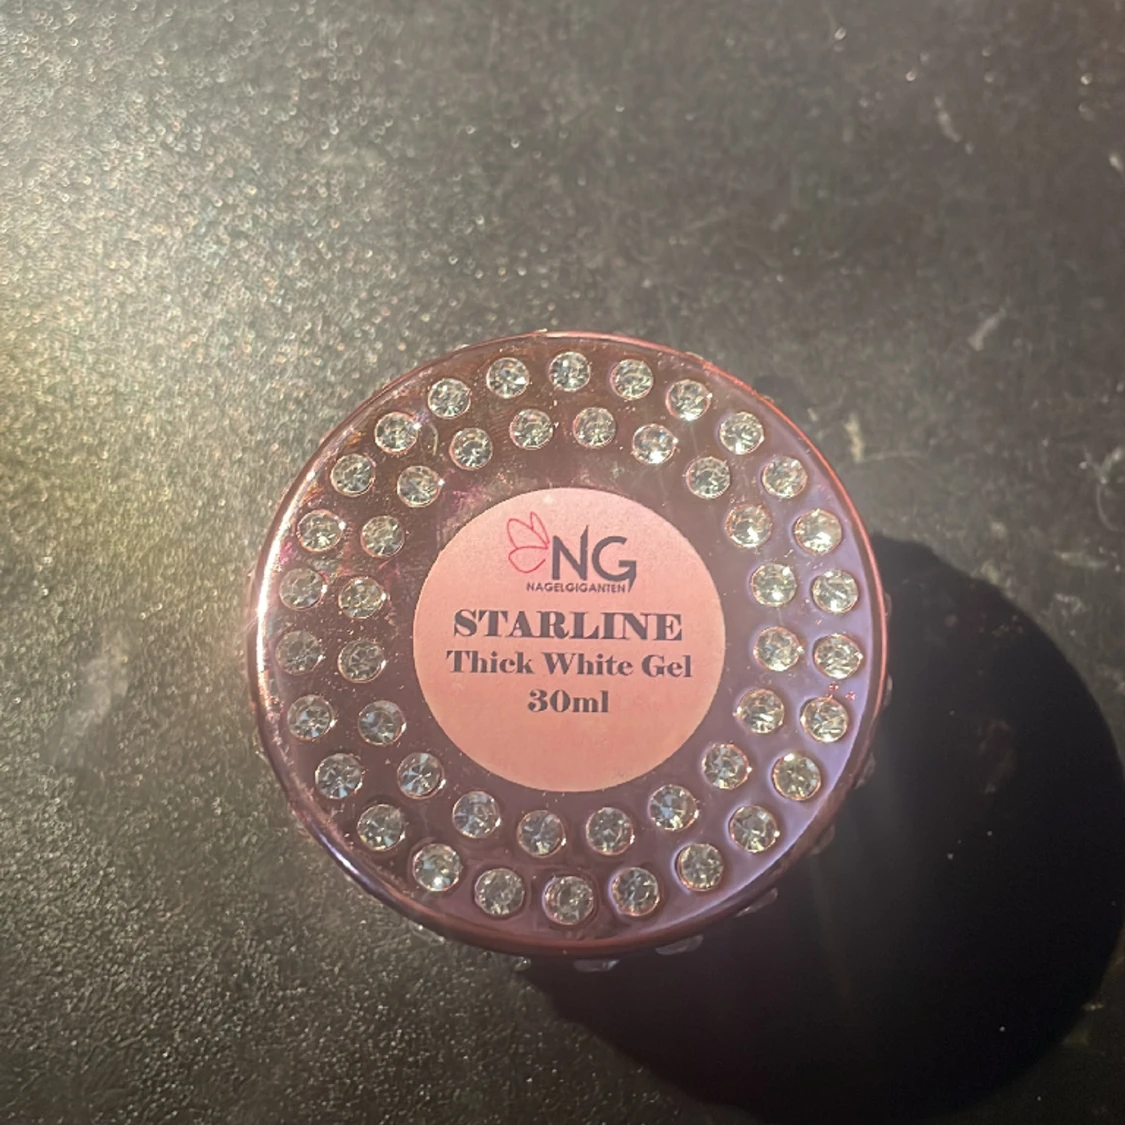 NG
NAGELGIGANTEN
STARLINE
Thick White Gel
30ml